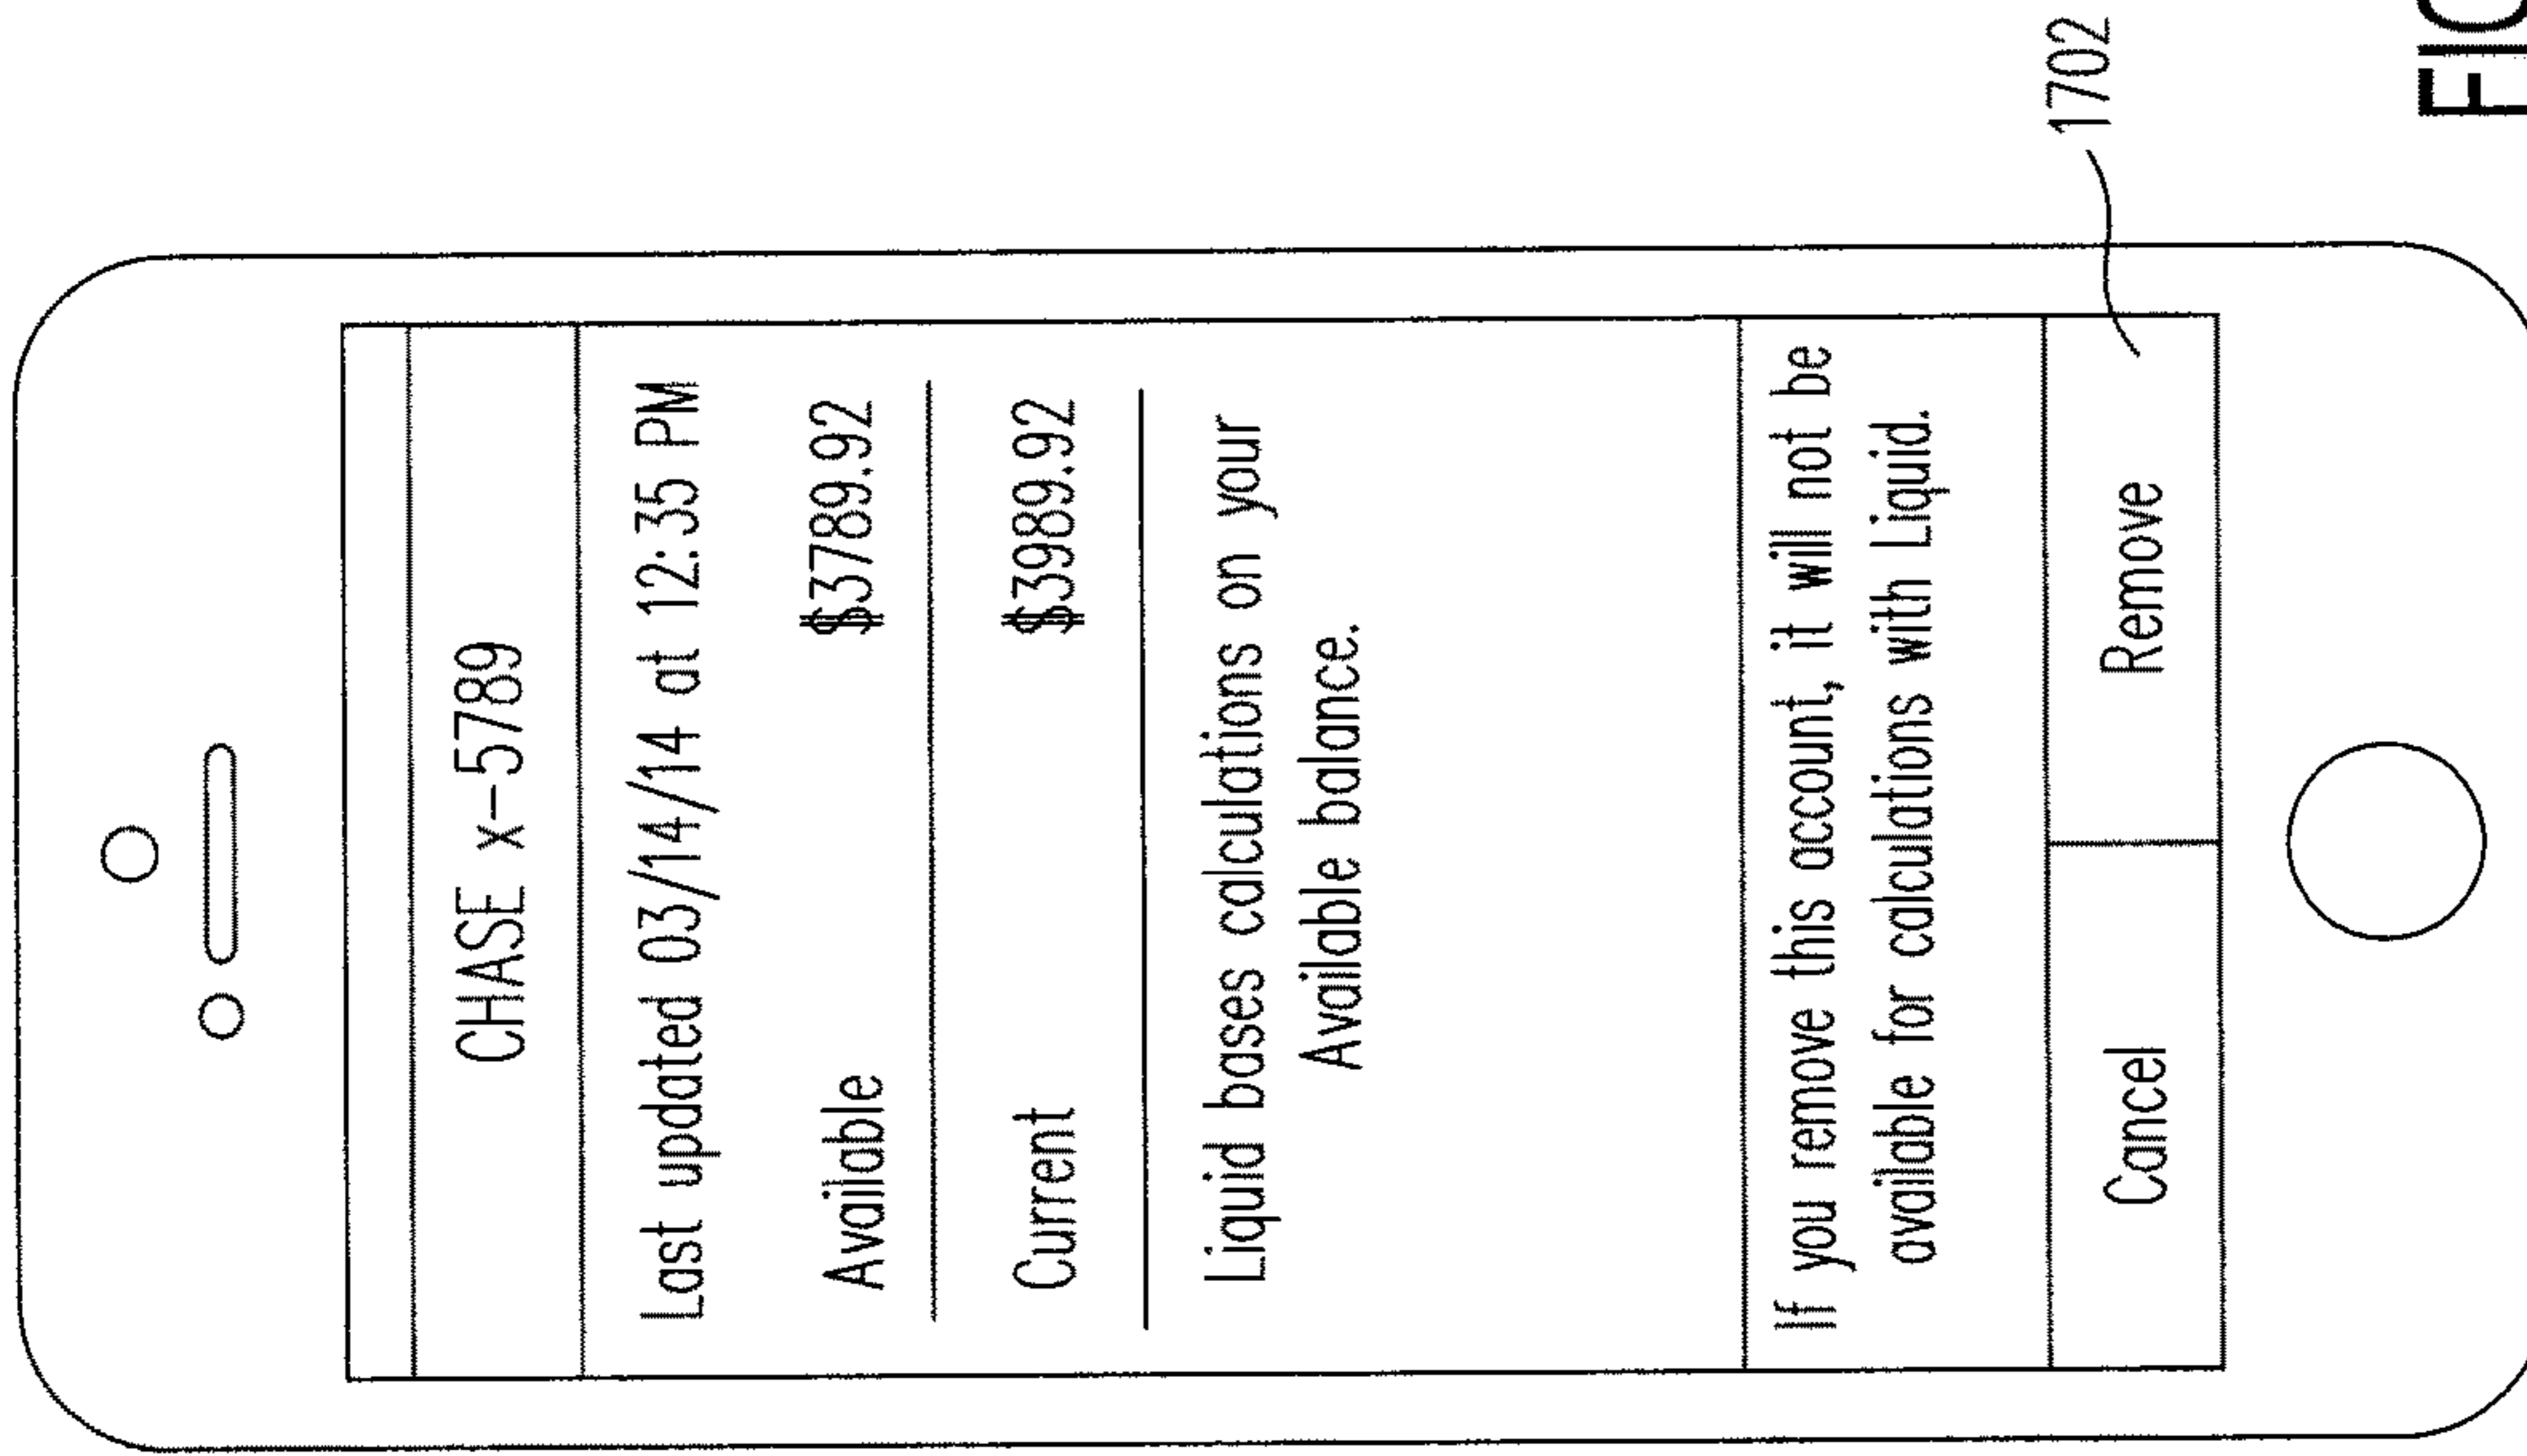 CHASE x-5789
Last updated 03/14/14 at 12:35 PM
Available $3789.92
Current $3989.92
Liquid bases calculations on your
Available balance.
If you remove this account, it will not be
available for calculations with Liquid.
Cancel Remove
1702